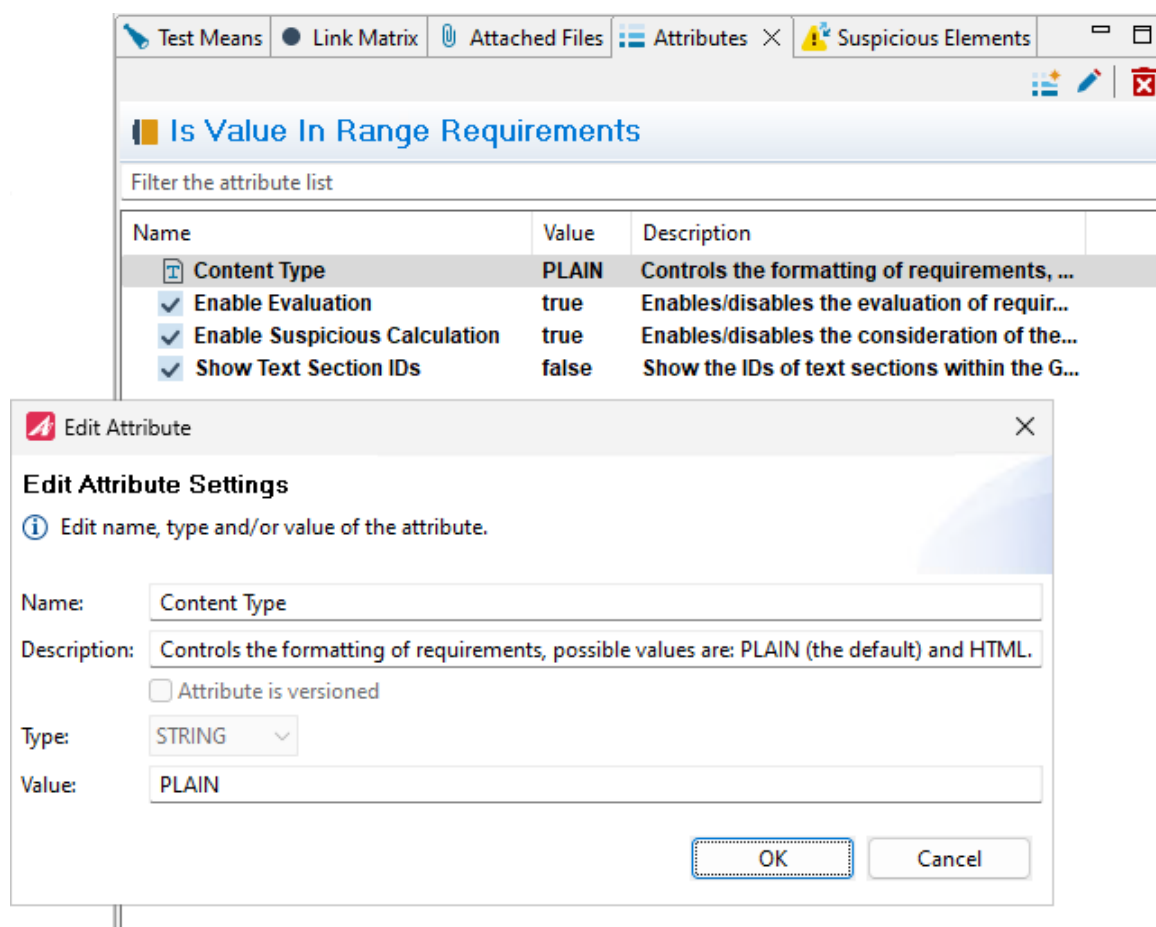 Test Means Link Matrix Attached Files Attributes Suspicious Elements
Is Value In Range Requirements
Filter the attribute list
Name Value Description
Content Type PLAIN Controls the formatting of requirements, ...
Enable Evaluation true Enables/disables the evaluation of requir...
Enable Suspicious Calculation true Enables/disables the consideration of the...
Show Text Section IDs false Show the IDs of text sections within the G...
Edit Attribute
Edit Attribute Settings
Edit name, type and/or value of the attribute.
Name: Content Type
Description: Controls the formatting of requirements, possible values are: PLAIN (the default) and HTML.
Attribute is versioned
Type: STRING
Value: PLAIN
OK Cancel